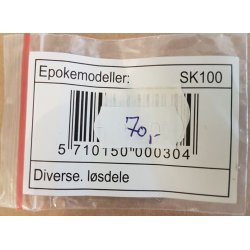 Epokemodeller: SK100
70,-
5 710150 000304
Diverse. løsdele